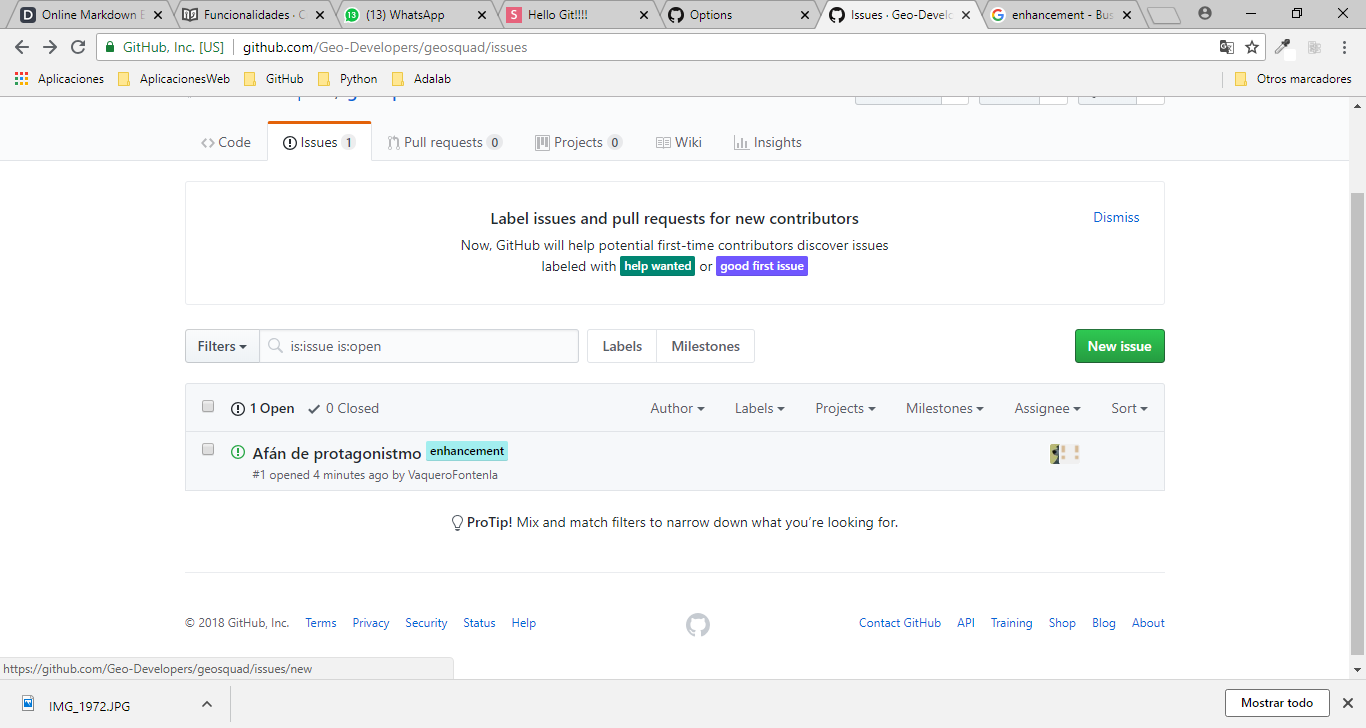 Online Markdown E
Funcionalidades · C
(13) WhatsApp
S Hello Git!!!!
Options
Issues · Geo-Develo
enhancement - Bus
GitHub, Inc. [US] github.com/Geo-Developers/geosquad/issues
Aplicaciones AplicacionesWeb GitHub Python Adalab Otros marcadores
Code Issues 1 Pull requests 0 Projects 0 Wiki Insights
Label issues and pull requests for new contributors
Dismiss
Now, GitHub will help potential first-time contributors discover issues
labeled with help wanted or good first issue
Filters is:issue is:open Labels Milestones New issue
1 Open 0 Closed Author Labels Projects Milestones Assignee Sort
Afán de protagonistmo enhancement
#1 opened 4 minutes ago by VaqueroFontenla
ProTip! Mix and match filters to narrow down what you’re looking for.
© 2018 GitHub, Inc. Terms Privacy Security Status Help Contact GitHub API Training Shop Blog About
https://github.com/Geo-Developers/geosquad/issues/new
IMG_1972.JPG Mostrar todo